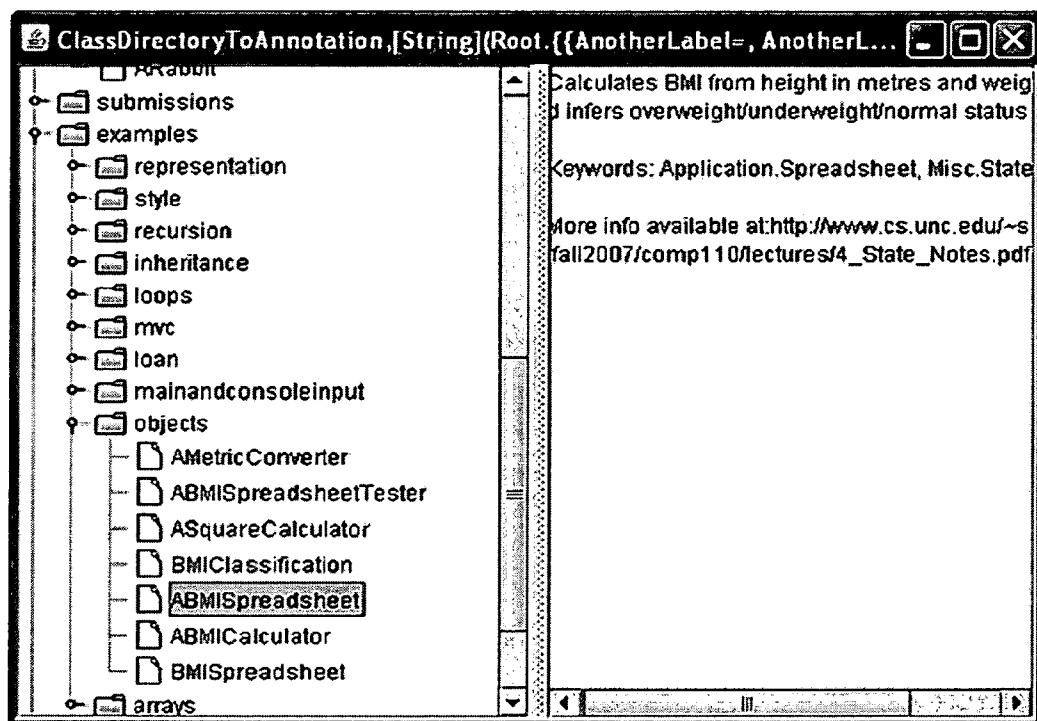 ClassDirectoryToAnnotation,[String](Root.{{AnotherLabel=, AnotherL...
ARabbit
submissions
examples
representation
style
recursion
inheritance
loops
mvc
loan
mainandconsoleinput
objects
AMetricConverter
ABMISpreadsheetTester
ASquareCalculator
BMIClassification
ABMISpreadsheet
ABMICalculator
BMISpreadsheet
arrays
Calculates BMI from height in metres and weig
d infers overweight/underweight/normal status
Keywords: Application.Spreadsheet, Misc.State
More info available at:http://www.cs.unc.edu/~s
fall2007/comp110/lectures/4_State_Notes.pdf